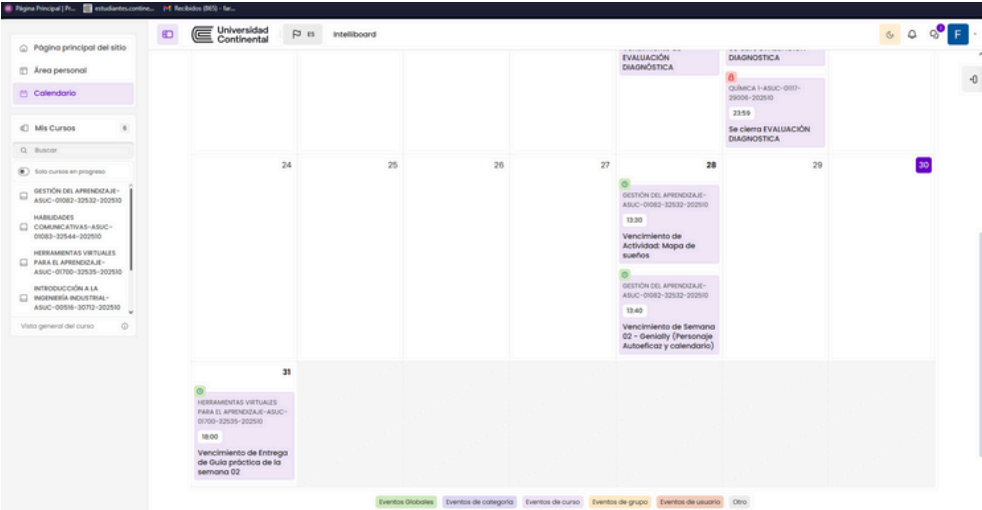 Página Principal | Pr...
estudiantes.contine...
Recibidos (865) - far...
Universidad
Continental
ES
Intelliboard
F
Página principal del sitio
Área personal
Calendario
Mis Cursos
Buscar
Solo cursos en progreso
GESTIÓN DEL APRENDIZAJE-
ASUC-01082-32532-202510
HABILIDADES
COMUNICATIVAS-ASUC-
01083-32544-202510
HERRAMIENTAS VIRTUALES
PARA EL APRENDIZAJE-
ASUC-01700-32535-202510
INTRODUCCIÓN A LA
INGENIERÍA INDUSTRIAL-
ASUC-00516-30712-202510
Vista general del curso
EVALUACIÓN
DIAGNÓSTICA
DIAGNOSTICA
QUÍMICA 1-ASUC-01117-
29006-202510
23:59
Se cierra EVALUACIÓN
DIAGNOSTICA
24
25
26
27
28
29
30
GESTIÓN DEL APRENDIZAJE-
ASUC-01082-32532-202510
13:30
Vencimiento de
Actividad: Mapa de
sueños
GESTIÓN DEL APRENDIZAJE-
ASUC-01082-32532-202510
13:40
Vencimiento de Semana
02 - Genially (Personaje
Autoeficaz y calendario)
31
HERRAMIENTAS VIRTUALES
PARA EL APRENDIZAJE-ASUC-
01700-32535-202510
18:00
Vencimiento de Entrega
de Guía práctica de la
semana 02
Eventos Globales
Eventos de categoría
Eventos de curso
Eventos de grupo
Eventos de usuario
Otro